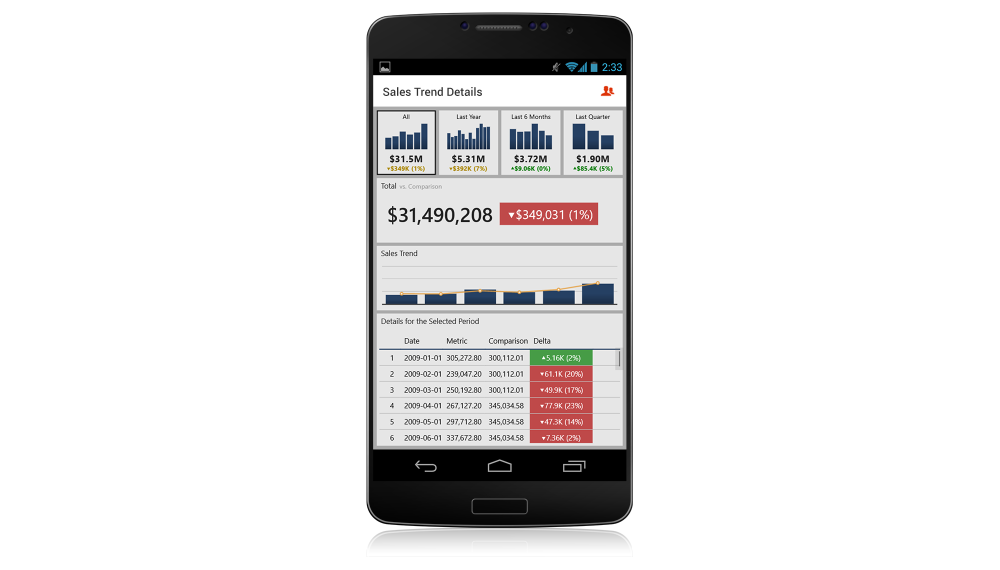 2:33
Sales Trend Details
All Last Year Last 6 Months Last Quarter
$31.5M $5.31M $3.72M $1.90M
▾$349K (1%) ▾$392K (7%) ▴$9.06K (0%) ▴$85.4K (5%)
Total vs. Comparison
$31,490,208 ▾$349,031 (1%)
Sales Trend
Details for the Selected Period
Date Metric Comparison Delta
1 2009-01-01 305,272.80 300,112.01 ▴5.16K (2%)
2 2009-02-01 239,047.20 300,112.01 ▾61.1K (20%)
3 2009-03-01 250,192.80 300,112.01 ▾49.9K (17%)
4 2009-04-01 267,127.20 345,034.58 ▾77.9K (23%)
5 2009-05-01 297,712.80 345,034.58 ▾47.3K (14%)
6 2009-06-01 337,672.80 345,034.58 ▾7.36K (2%)